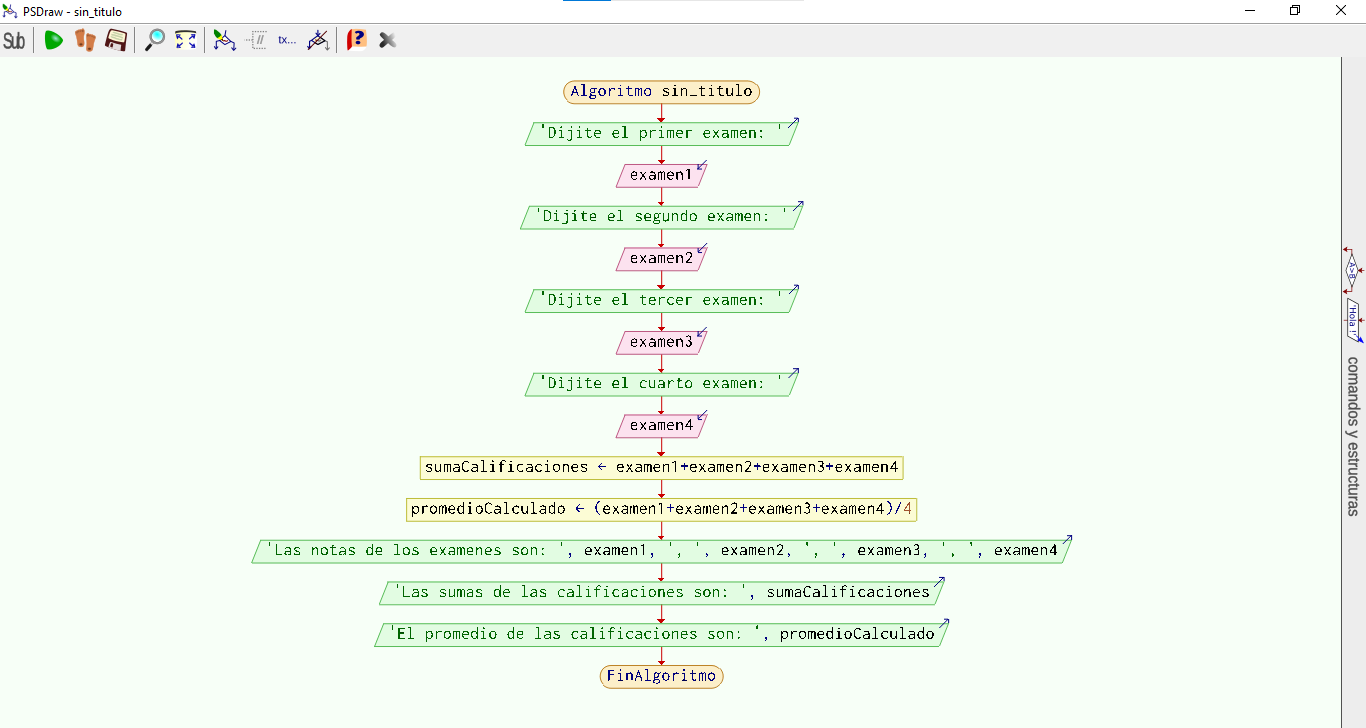 PSDraw - sin_titulo
Sub
tx...
Algoritmo sin_titulo
'Dijite el primer examen: '
examen1
'Dijite el segundo examen: '
examen2
'Dijite el tercer examen: '
examen3
'Dijite el cuarto examen: '
examen4
sumaCalificaciones ← examen1+examen2+examen3+examen4
promedioCalculado ← (examen1+examen2+examen3+examen4)/4
'Las notas de los examenes son: ', examen1, ', ', examen2, ', ', examen3, ', ', examen4
'Las sumas de las calificaciones son: ', sumaCalificaciones
'El promedio de las calificaciones son: ', promedioCalculado
FinAlgoritmo
A>B
'Hola !'
comandos y estructuras